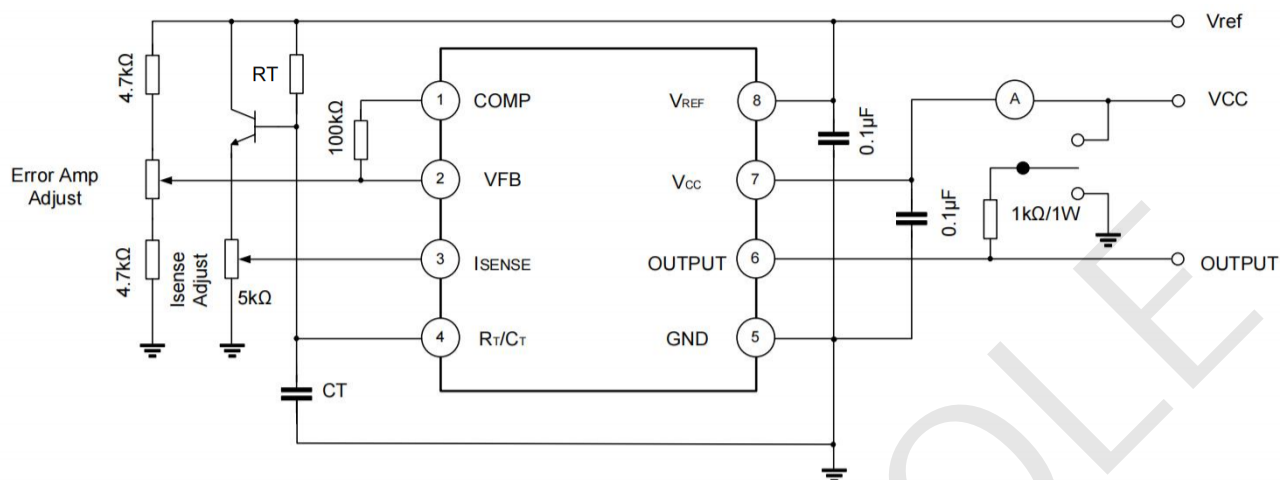 Vref
4.7kΩ
RT
A
VCC
1
COMP
VREF
8
100kΩ
0.1μF
Error Amp
Adjust
2
VFB
VCC
7
0.1μF
1kΩ/1W
4.7kΩ
Isense
Adjust
5kΩ
3
ISENSE
OUTPUT
6
OUTPUT
4
RT/CT
GND
5
CT
OLE